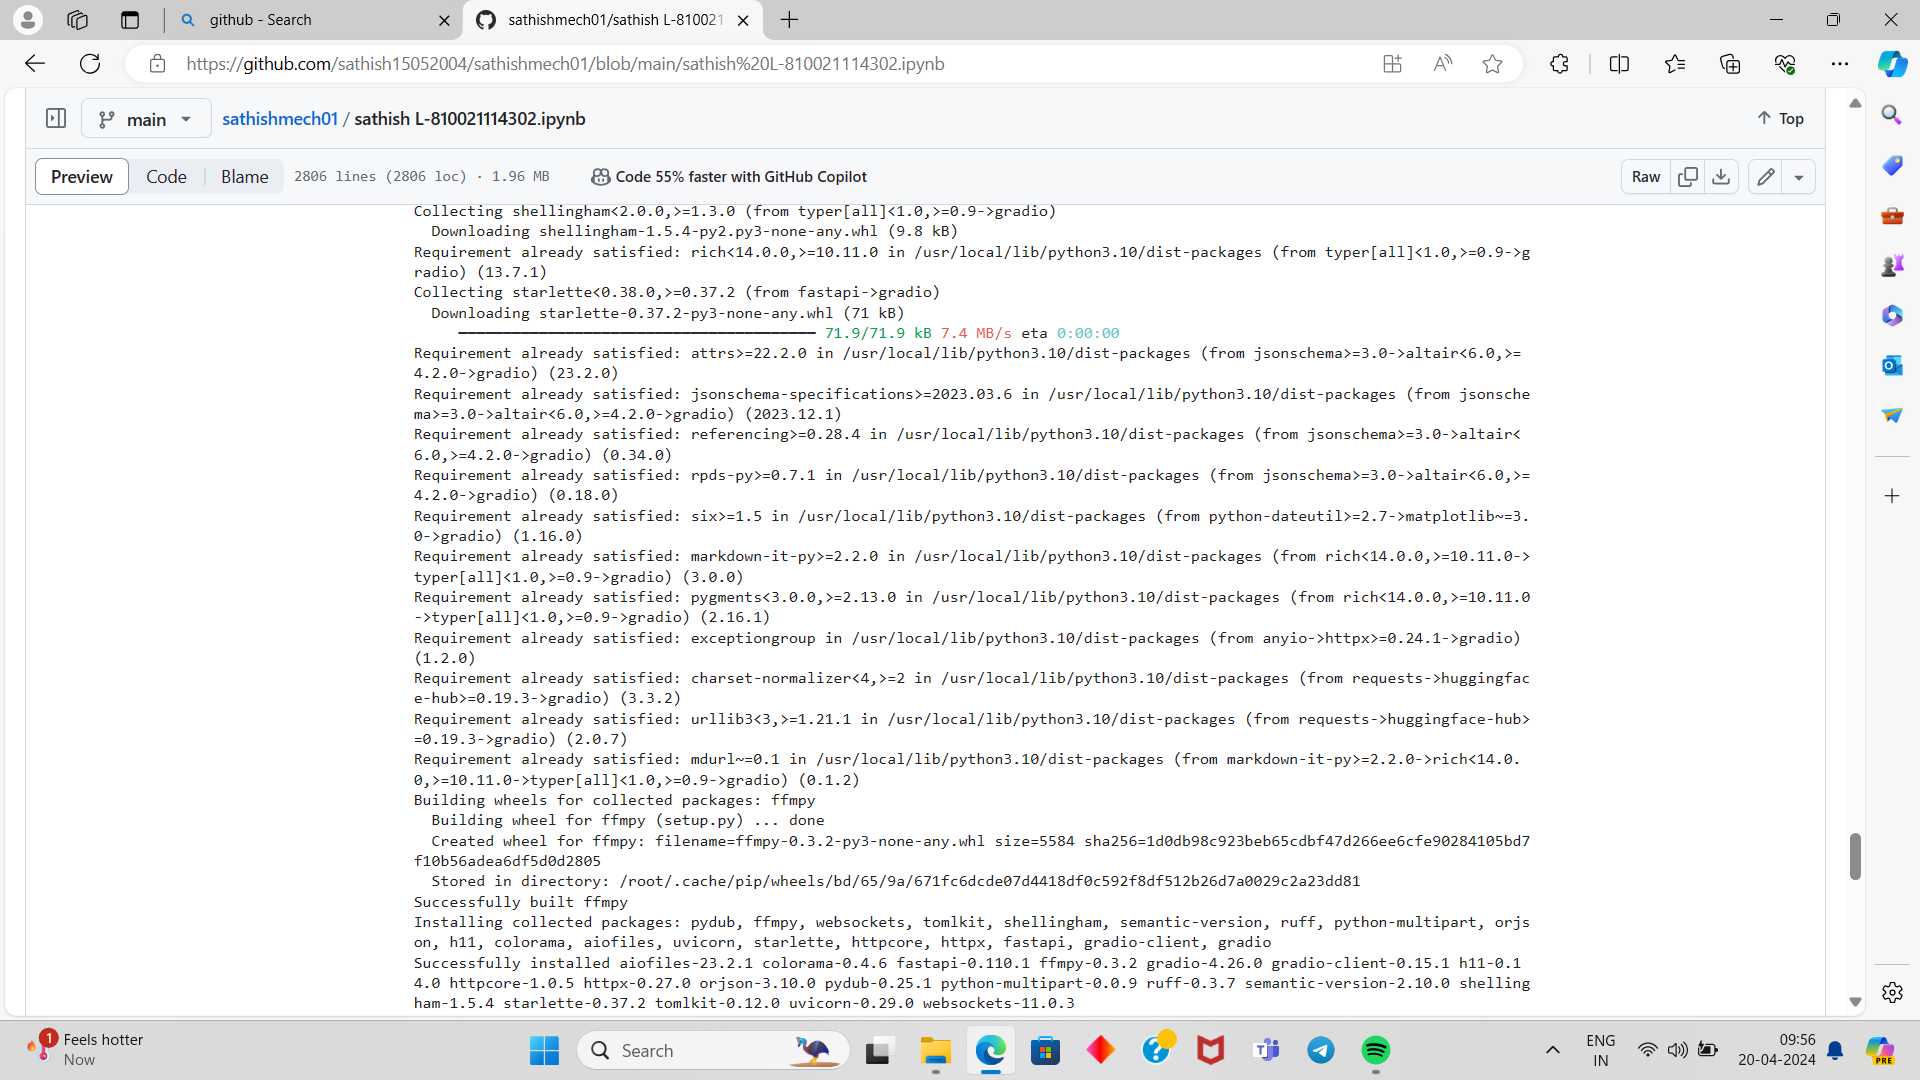 github - Search
sathishmech01/sathish L-810021
https://github.com/sathish15052004/sathishmech01/blob/main/sathish%20L-810021114302.ipynb
main
sathishmech01 / sathish L-810021114302.ipynb
Top
Preview
Code
Blame
2806 lines (2806 loc) · 1.96 MB
Code 55% faster with GitHub Copilot
Raw
Collecting shellingham<2.0.0,>=1.3.0 (from typer[all]<1.0,>=0.9->gradio)
Downloading shellingham-1.5.4-py2.py3-none-any.whl (9.8 kB)
Requirement already satisfied: rich<14.0.0,>=10.11.0 in /usr/local/lib/python3.10/dist-packages (from typer[all]<1.0,>=0.9->g
radio) (13.7.1)
Collecting starlette<0.38.0,>=0.37.2 (from fastapi->gradio)
Downloading starlette-0.37.2-py3-none-any.whl (71 kB)
71.9/71.9 kB 7.4 MB/s eta 0:00:00
Requirement already satisfied: attrs>=22.2.0 in /usr/local/lib/python3.10/dist-packages (from jsonschema>=3.0->altair<6.0,>=
4.2.0->gradio) (23.2.0)
Requirement already satisfied: jsonschema-specifications>=2023.03.6 in /usr/local/lib/python3.10/dist-packages (from jsonsche
ma>=3.0->altair<6.0,>=4.2.0->gradio) (2023.12.1)
Requirement already satisfied: referencing>=0.28.4 in /usr/local/lib/python3.10/dist-packages (from jsonschema>=3.0->altair<
6.0,>=4.2.0->gradio) (0.34.0)
Requirement already satisfied: rpds-py>=0.7.1 in /usr/local/lib/python3.10/dist-packages (from jsonschema>=3.0->altair<6.0,>=
4.2.0->gradio) (0.18.0)
Requirement already satisfied: six>=1.5 in /usr/local/lib/python3.10/dist-packages (from python-dateutil>=2.7->matplotlib~=3.
0->gradio) (1.16.0)
Requirement already satisfied: markdown-it-py>=2.2.0 in /usr/local/lib/python3.10/dist-packages (from rich<14.0.0,>=10.11.0->
typer[all]<1.0,>=0.9->gradio) (3.0.0)
Requirement already satisfied: pygments<3.0.0,>=2.13.0 in /usr/local/lib/python3.10/dist-packages (from rich<14.0.0,>=10.11.0
->typer[all]<1.0,>=0.9->gradio) (2.16.1)
Requirement already satisfied: exceptiongroup in /usr/local/lib/python3.10/dist-packages (from anyio->httpx>=0.24.1->gradio)
(1.2.0)
Requirement already satisfied: charset-normalizer<4,>=2 in /usr/local/lib/python3.10/dist-packages (from requests->huggingfac
e-hub>=0.19.3->gradio) (3.3.2)
Requirement already satisfied: urllib3<3,>=1.21.1 in /usr/local/lib/python3.10/dist-packages (from requests->huggingface-hub>
=0.19.3->gradio) (2.0.7)
Requirement already satisfied: mdurl~=0.1 in /usr/local/lib/python3.10/dist-packages (from markdown-it-py>=2.2.0->rich<14.0.
0,>=10.11.0->typer[all]<1.0,>=0.9->gradio) (0.1.2)
Building wheels for collected packages: ffmpy
Building wheel for ffmpy (setup.py) ... done
Created wheel for ffmpy: filename=ffmpy-0.3.2-py3-none-any.whl size=5584 sha256=1d0db98c923beb65cdbf47d266ee6cfe90284105bd7
f10b56adea6df5d0d2805
Stored in directory: /root/.cache/pip/wheels/bd/65/9a/671fc6dcde07d4418df0c592f8df512b26d7a0029c2a23dd81
Successfully built ffmpy
Installing collected packages: pydub, ffmpy, websockets, tomlkit, shellingham, semantic-version, ruff, python-multipart, orjs
on, h11, colorama, aiofiles, uvicorn, starlette, httpcore, httpx, fastapi, gradio-client, gradio
Successfully installed aiofiles-23.2.1 colorama-0.4.6 fastapi-0.110.1 ffmpy-0.3.2 gradio-4.26.0 gradio-client-0.15.1 h11-0.1
4.0 httpcore-1.0.5 httpx-0.27.0 orjson-3.10.0 pydub-0.25.1 python-multipart-0.0.9 ruff-0.3.7 semantic-version-2.10.0 shelling
ham-1.5.4 starlette-0.37.2 tomlkit-0.12.0 uvicorn-0.29.0 websockets-11.0.3
1
Feels hotter
Now
Search
ENG
IN
09:56
20-04-2024
PRE